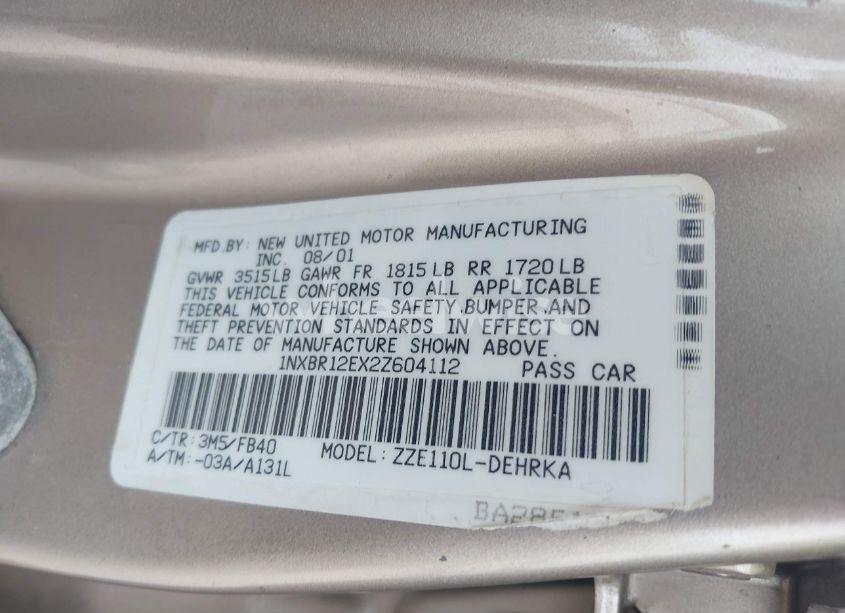 MFD.BY: NEW UNITED MOTOR MANUFACTURING
INC. 08/01
GVWR 3515LB GAWR FR 1815LB RR 1720LB
THIS VEHICLE CONFORMS TO ALL APPLICABLE
FEDERAL MOTOR VEHICLE SAFETY,BUMPER,AND
THEFT PREVENTION STANDARDS IN EFFECT ON
THE DATE OF MANUFACTURE SHOWN ABOVE.
1NXBR12EX2Z604112 PASS CAR
C/TR:3M5/FB40
A/TM:-03A/A131L
MODEL: ZZE110L-DEHRKA